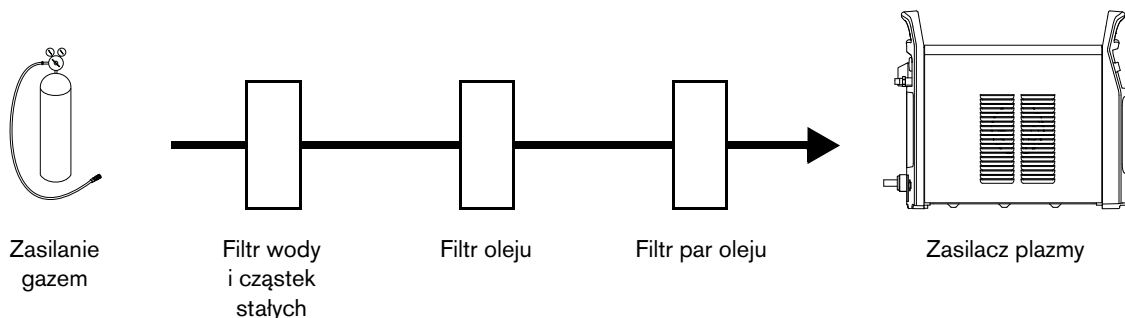 Zasilanie
gazem
Filtr wody
i cząstek
stałych
Filtr oleju
Filtr par oleju
Zasilacz plazmy